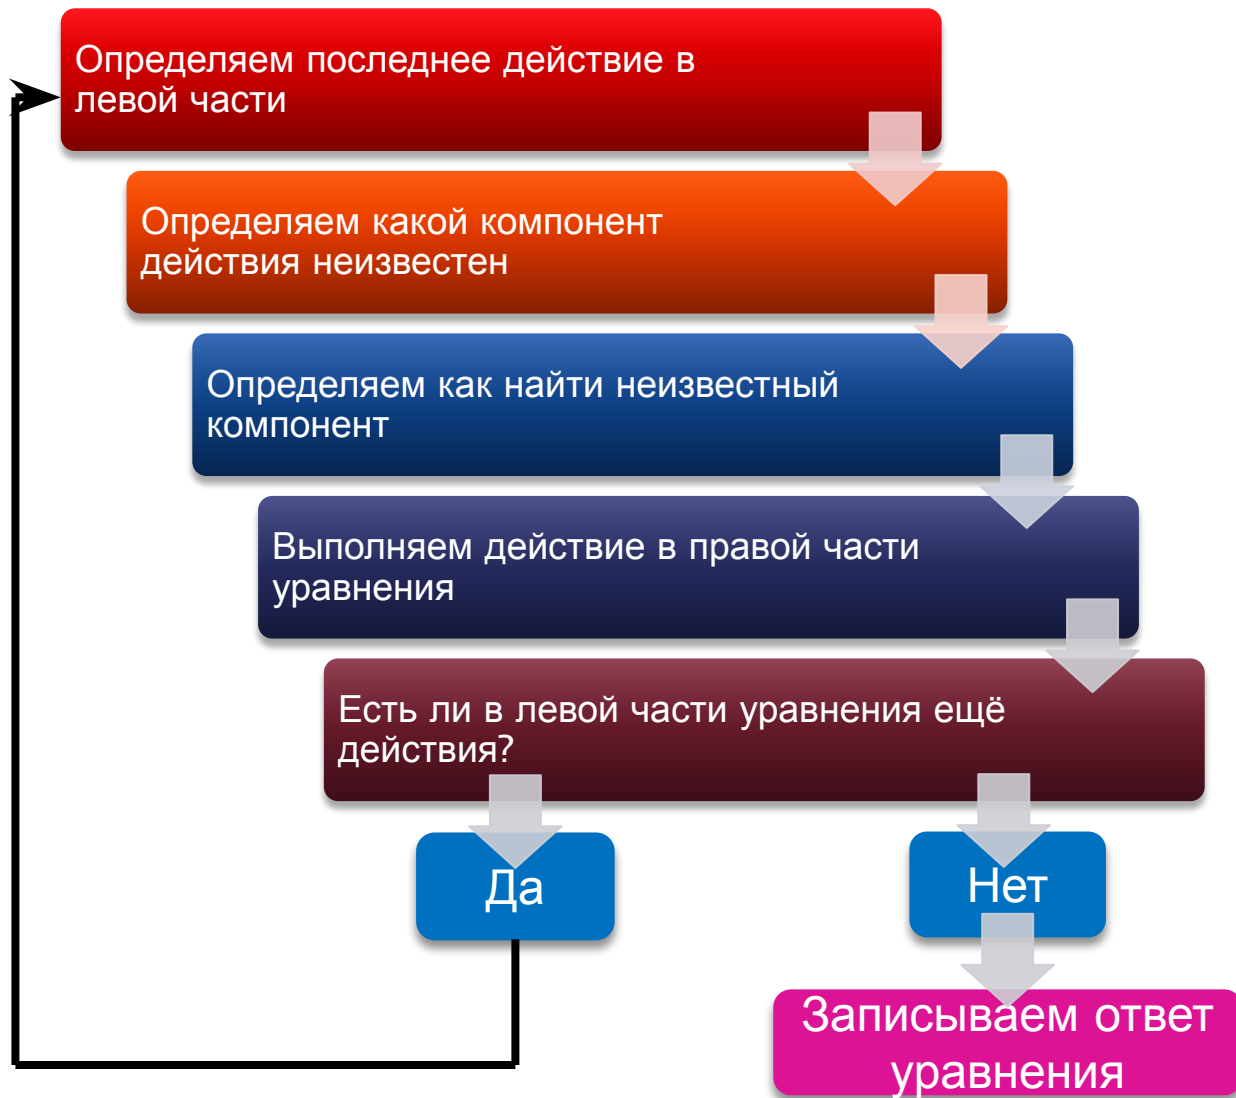 Определяем последнее действие в
левой части
Определяем какой компонент
действия неизвестен
Определяем как найти неизвестный
компонент
Выполняем действие в правой части
уравнения
Есть ли в левой части уравнения ещё
действия?
Да
Нет
Записываем ответ
уравнения